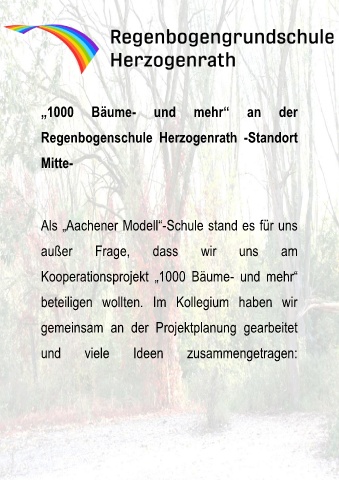 Regenbogengrundschule
Herzogenrath
„1000 Bäume- und mehr“ an der
Regenbogenschule Herzogenrath -Standort
Mitte-
Als „Aachener Modell“-Schule stand es für uns
außer Frage, dass wir uns am
Kooperationsprojekt „1000 Bäume- und mehr“
beteiligen wollten. Im Kollegium haben wir
gemeinsam an der Projektplanung gearbeitet
und viele Ideen zusammengetragen: